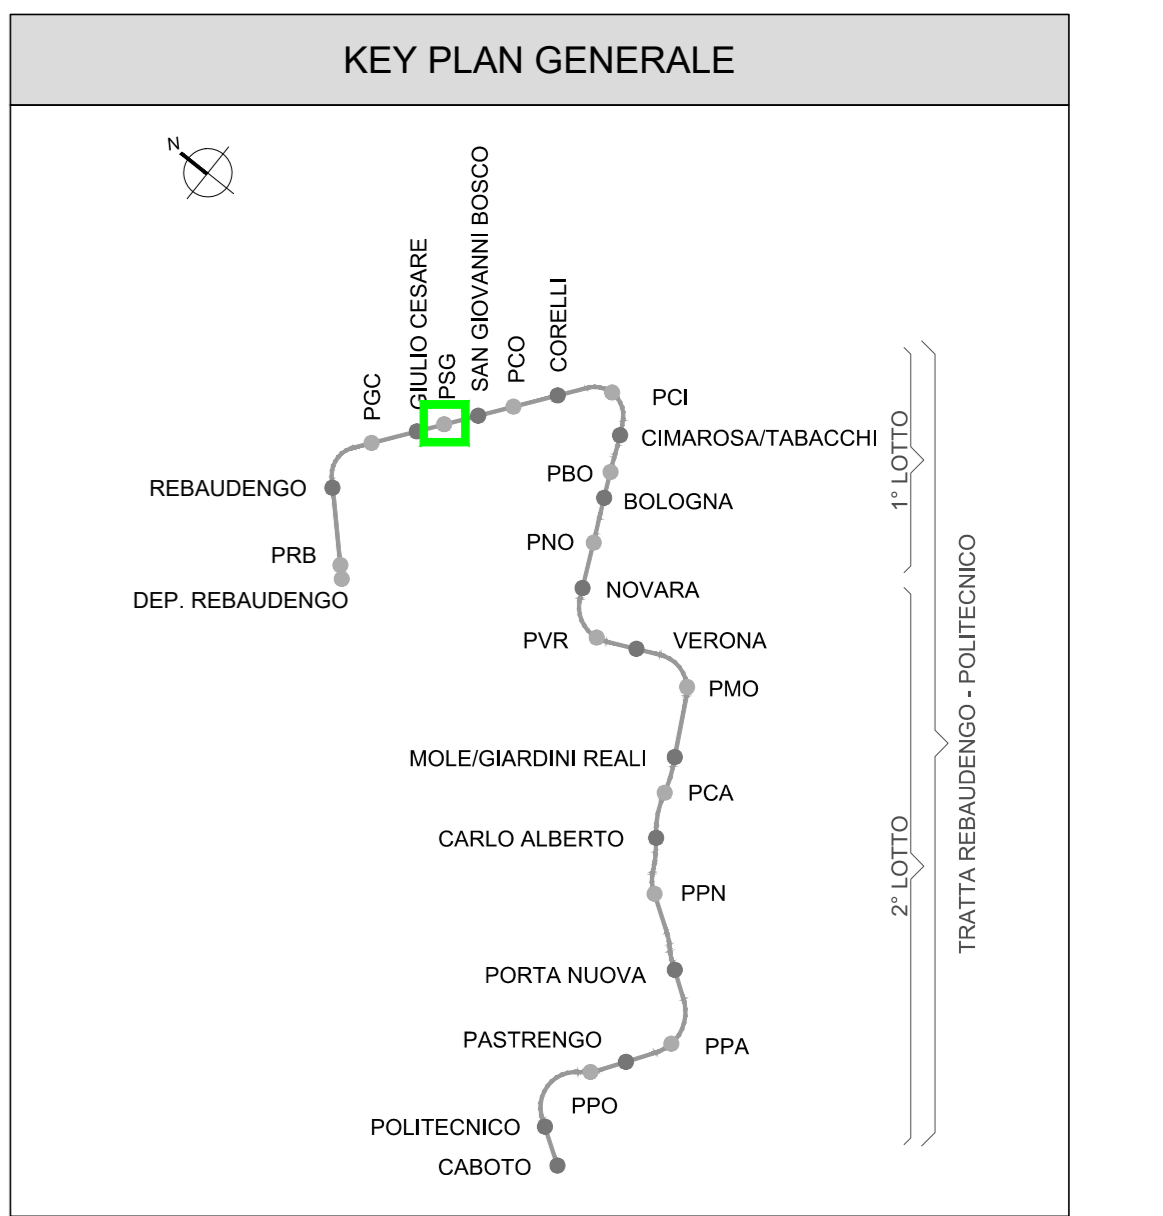 KEY PLAN GENERALE
N
PGC
GIULIO CESARE
PSG
SAN GIOVANNI BOSCO
PCO
CORELLI
PCI
CIMAROSA/TABACCHI
REBAUDENGO
PBO
BOLOGNA
PRB
PNO
DEP. REBAUDENGO
NOVARA
PVR
VERONA
PMO
MOLE/GIARDINI REALI
PCA
CARLO ALBERTO
PPN
PORTA NUOVA
PASTRENGO
PPA
PPO
POLITECNICO
CABOTO
1° LOTTO
2° LOTTO
TRATTA REBAUDENGO - POLITECNICO